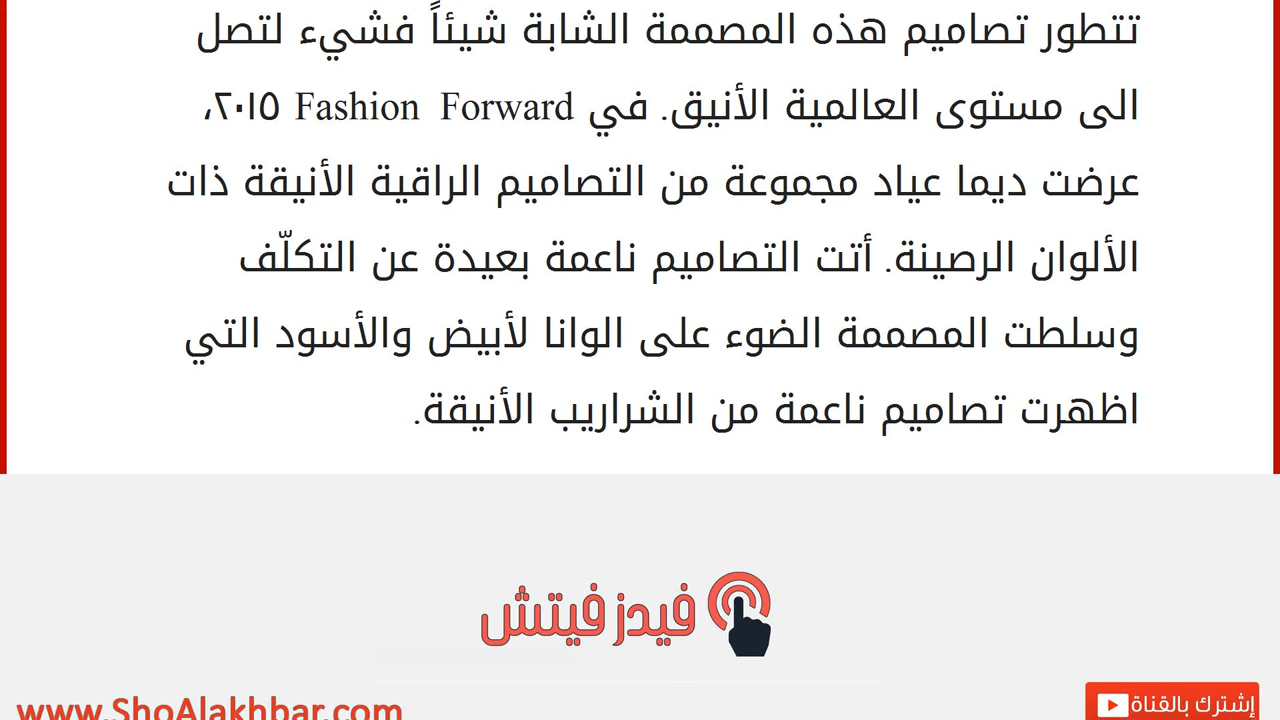 تتطور تصاميم هذه المصممة الشابة شيئاً فشيء لتصل
الى مستوى العالمية الأنيق. في Fashion Forward ٢٠١٥،
عرضت ديما عياد مجموعة من التصاميم الراقية الأنيقة ذات
الألوان الرصينة. أتت التصاميم ناعمة بعيدة عن التكلّف
وسلطت المصممة الضوء على الوانا لأبيض والأسود التي
اظهرت تصاميم ناعمة من الشراريب الأنيقة.
فيدز فيتش
www.ShoAlakhbar.com
إشترك بالقناة